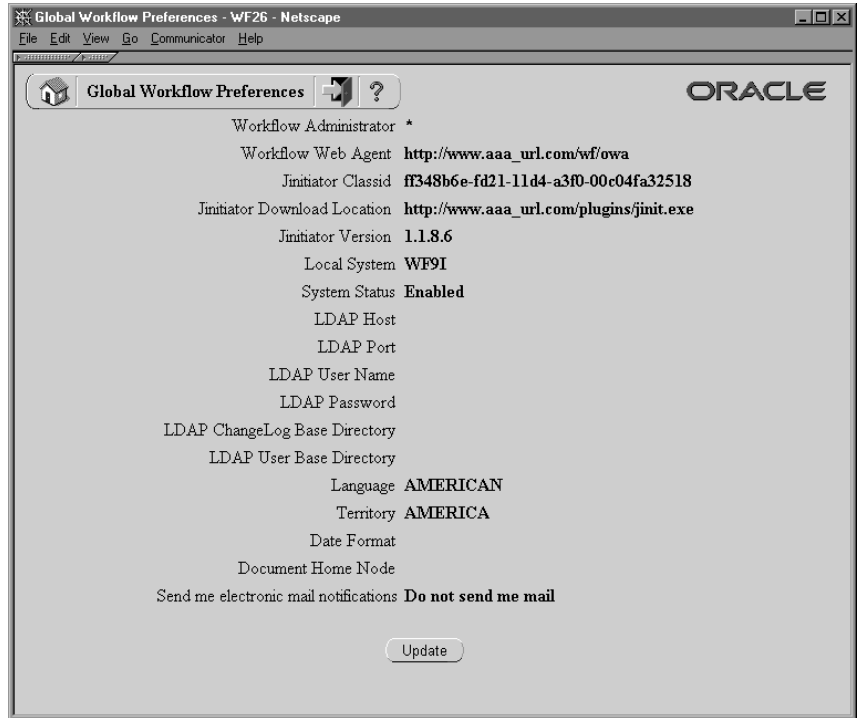 Global Workflow Preferences - WF26 - Netscape
File Edit View Go Communicator Help
Global Workflow Preferences ?
ORACLE
Workflow Administrator *
Workflow Web Agent http://www.aaa_url.com/wf/owa
Jinitiator Classid ff348b6e-fd21-11d4-a3f0-00c04fa32518
Jinitiator Download Location http://www.aaa_url.com/plugins/jinit.exe
Jinitiator Version 1.1.8.6
Local System WF9I
System Status Enabled
LDAP Host
LDAP Port
LDAP User Name
LDAP Password
LDAP ChangeLog Base Directory
LDAP User Base Directory
Language AMERICAN
Territory AMERICA
Date Format
Document Home Node
Send me electronic mail notifications Do not send me mail
Update